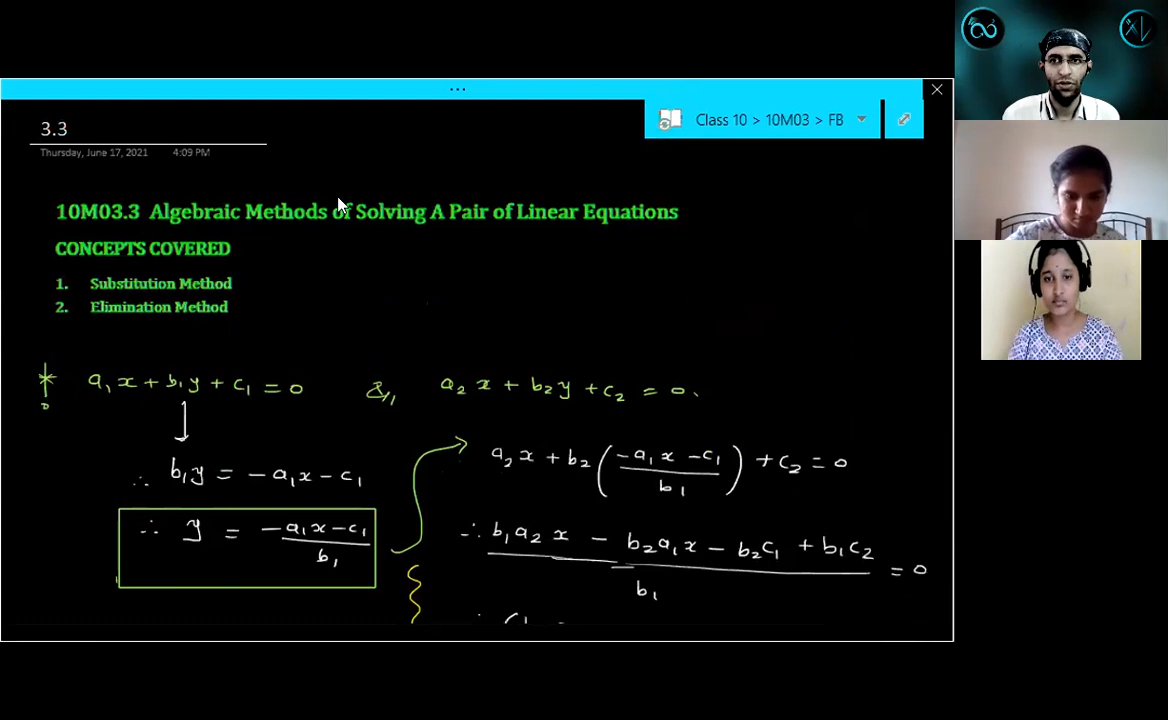 ...
3.3
Class 10 > 10M03 > FB
Thursday, June 17, 2021 4:09 PM
10M03.3 Algebraic Methods of Solving A Pair of Linear Equations
CONCEPTS COVERED
1. Substitution Method
2. Elimination Method
* a₁x + b₁y + c₁ = 0 &, a₂x + b₂y + c₂ = 0.
a₂x + b₂(-a₁x - c₁ / b₁) + c₂ = 0
∴ b₁y = -a₁x - c₁
∴ y = -a₁x - c₁ / b₁
∴ b₁a₂x - b₂a₁x - b₂c₁ + b₁c₂ / b₁ = 0